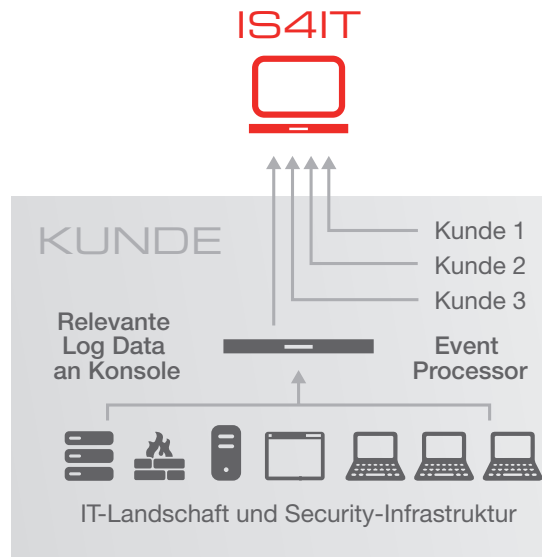 IS4IT
KUNDE
Kunde 1
Kunde 2
Kunde 3
Relevante
Log Data
an Konsole
Event
Processor
IT-Landschaft und Security-Infrastruktur